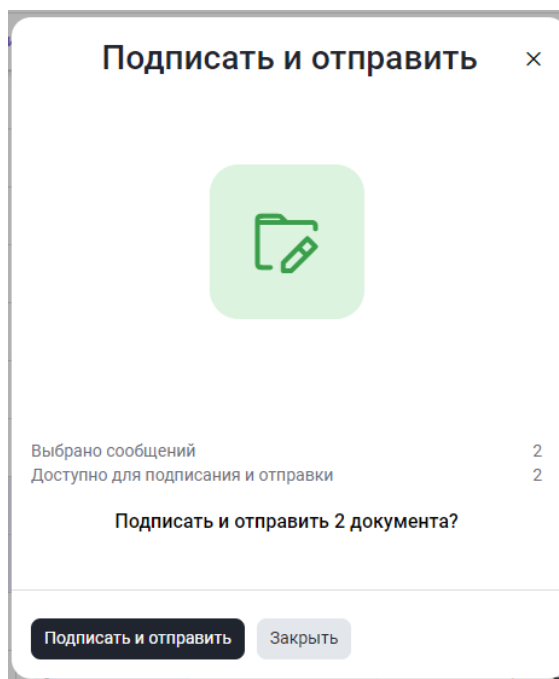 Подписать и отправить
Выбрано сообщений 2
Доступно для подписания и отправки 2
Подписать и отправить 2 документа?
Подписать и отправить Закрыть